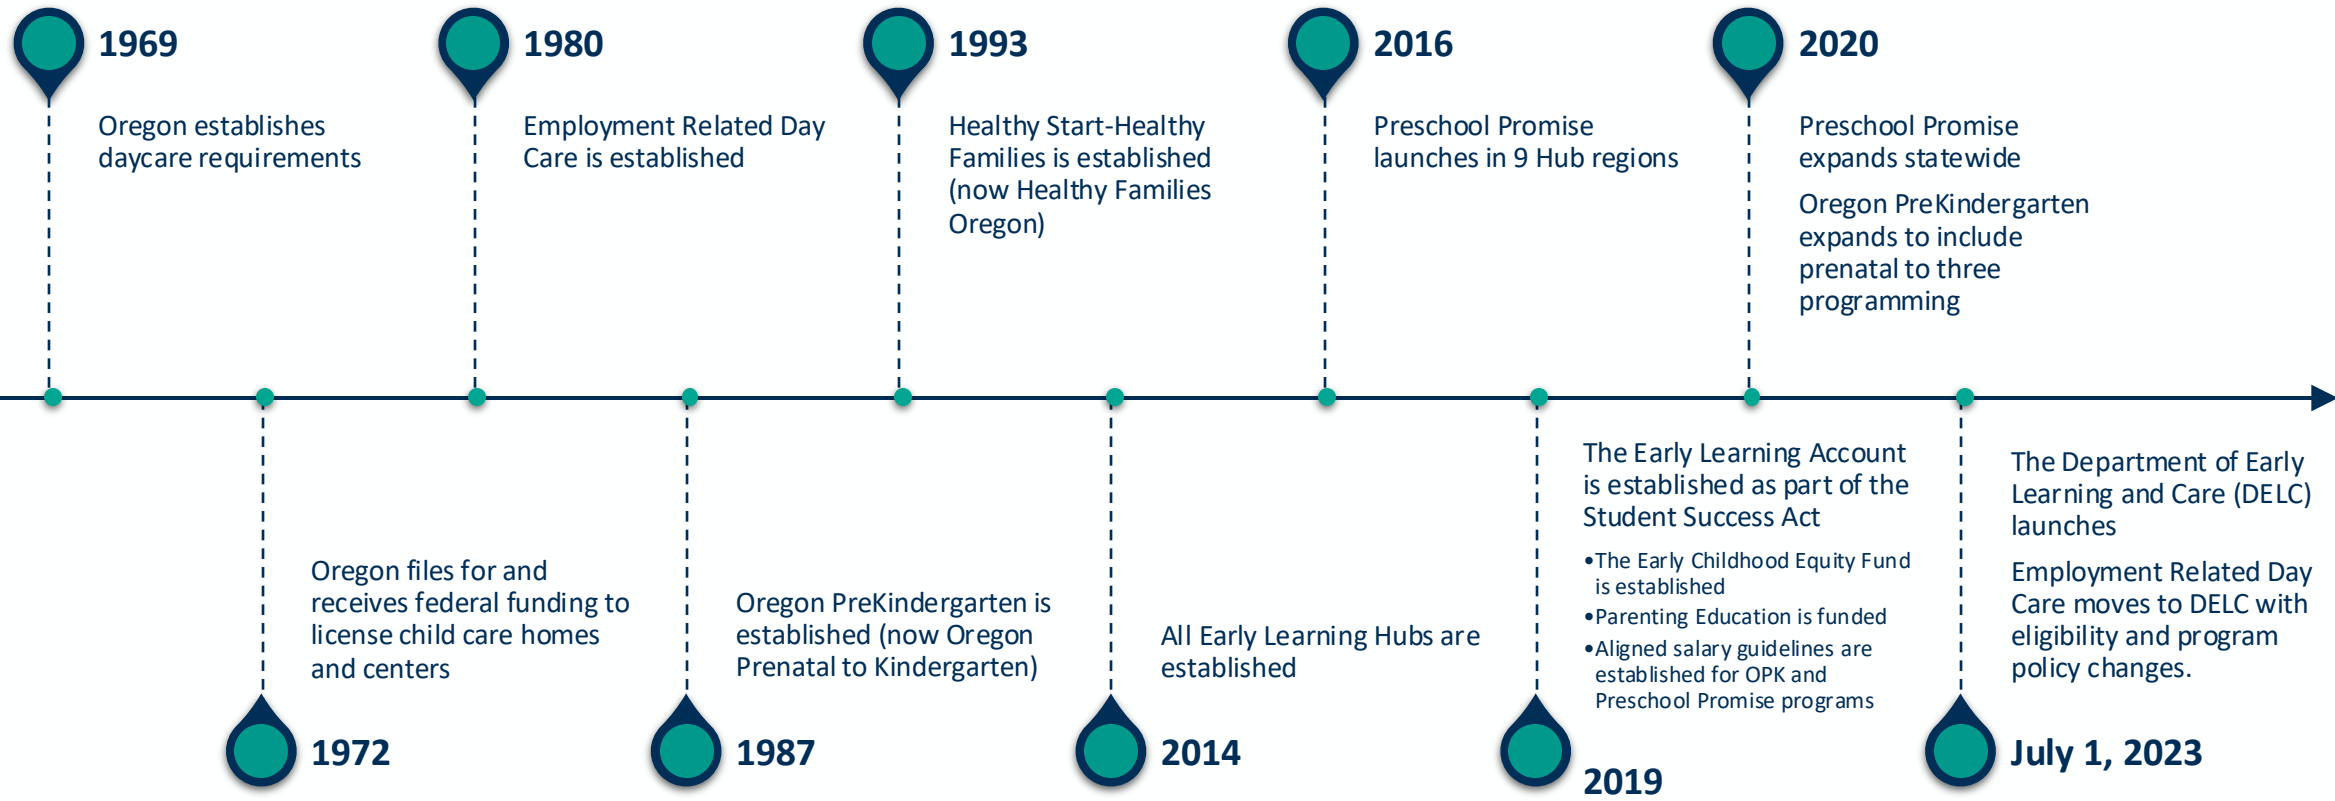 1969
Oregon establishes
daycare requirements
1980
Employment Related Day
Care is established
1993
Healthy Start-Healthy
Families is established
(now Healthy Families
Oregon)
2016
Preschool Promise
launches in 9 Hub regions
2020
Preschool Promise
expands statewide
Oregon PreKindergarten
expands to include
prenatal to three
programming
Oregon files for and
receives federal funding to
license child care homes
and centers
1972
Oregon PreKindergarten is
established (now Oregon
Prenatal to Kindergarten)
1987
All Early Learning Hubs are
established
2014
The Early Learning Account
is established as part of the
Student Success Act
•The Early Childhood Equity Fund
is established
•Parenting Education is funded
•Aligned salary guidelines are
established for OPK and
Preschool Promise programs
2019
The Department of Early
Learning and Care (DELC)
launches
Employment Related Day
Care moves to DELC with
eligibility and program
policy changes.
July 1, 2023